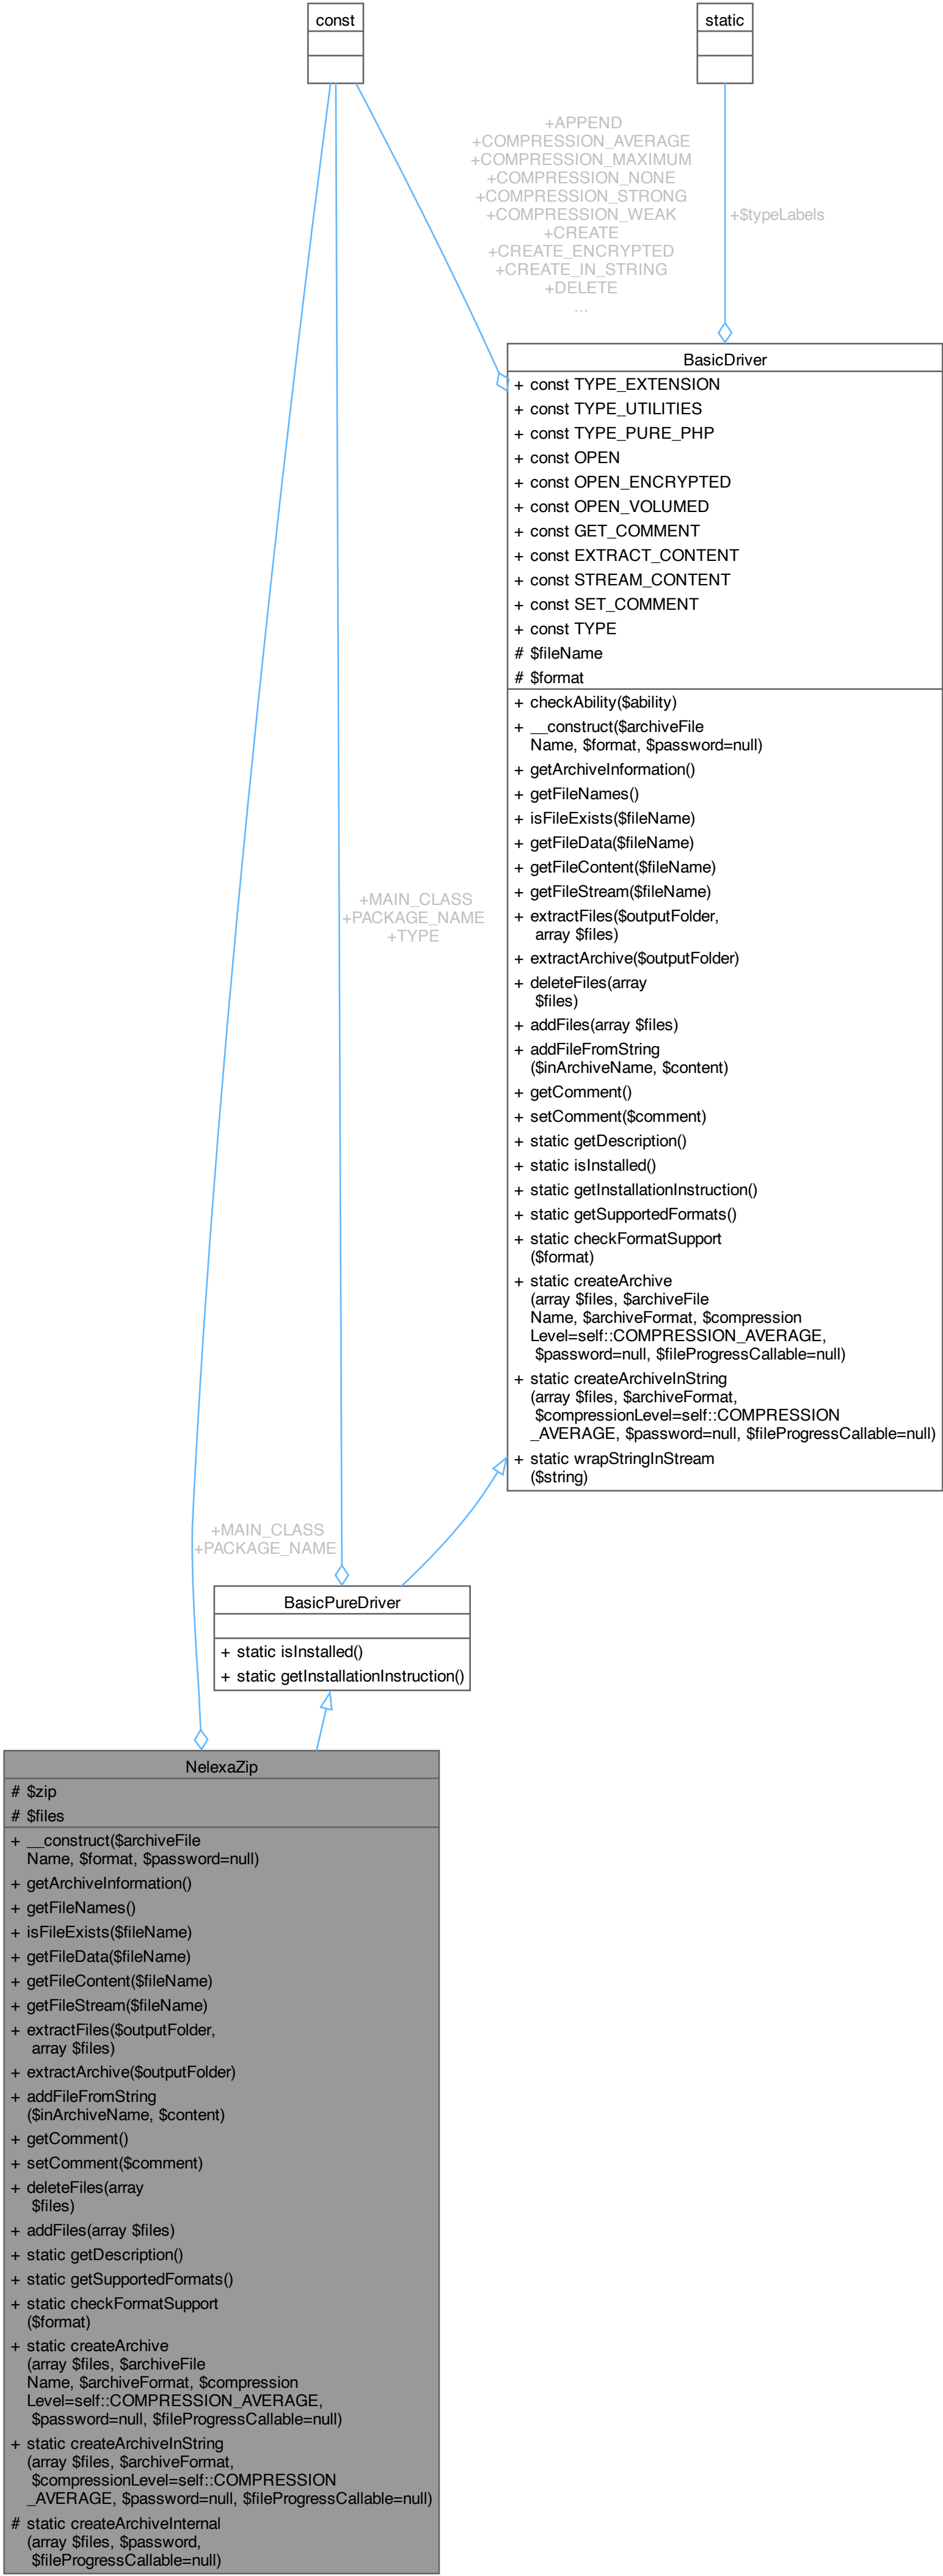 const
static
+APPEND
+COMPRESSION_AVERAGE
+COMPRESSION_MAXIMUM
+COMPRESSION_NONE
+COMPRESSION_STRONG
+COMPRESSION_WEAK
+CREATE
+CREATE_ENCRYPTED
+CREATE_IN_STRING
+DELETE
...
+$typeLabels
BasicDriver
+ const TYPE_EXTENSION
+ const TYPE_UTILITIES
+ const TYPE_PURE_PHP
+ const OPEN
+ const OPEN_ENCRYPTED
+ const OPEN_VOLUMED
+ const GET_COMMENT
+ const EXTRACT_CONTENT
+ const STREAM_CONTENT
+ const SET_COMMENT
+ const TYPE
# $fileName
# $format
+ checkAbility($ability)
+ __construct($archiveFile
Name, $format, $password=null)
+ getArchiveInformation()
+ getFileNames()
+ isFileExists($fileName)
+ getFileData($fileName)
+ getFileContent($fileName)
+ getFileStream($fileName)
+ extractFiles($outputFolder,
array $files)
+ extractArchive($outputFolder)
+ deleteFiles(array
$files)
+ addFiles(array $files)
+ addFileFromString
($inArchiveName, $content)
+ getComment()
+ setComment($comment)
+ static getDescription()
+ static isInstalled()
+ static getInstallationInstruction()
+ static getSupportedFormats()
+ static checkFormatSupport
($format)
+ static createArchive
(array $files, $archiveFile
Name, $archiveFormat, $compression
Level=self::COMPRESSION_AVERAGE,
$password=null, $fileProgressCallable=null)
+ static createArchiveInString
(array $files, $archiveFormat,
$compressionLevel=self::COMPRESSION
_AVERAGE, $password=null, $fileProgressCallable=null)
+ static wrapStringInStream
($string)
+MAIN_CLASS
+PACKAGE_NAME
+TYPE
+MAIN_CLASS
+PACKAGE_NAME
BasicPureDriver
+ static isInstalled()
+ static getInstallationInstruction()
NelexaZip
# $zip
# $files
+ __construct($archiveFile
Name, $format, $password=null)
+ getArchiveInformation()
+ getFileNames()
+ isFileExists($fileName)
+ getFileData($fileName)
+ getFileContent($fileName)
+ getFileStream($fileName)
+ extractFiles($outputFolder,
array $files)
+ extractArchive($outputFolder)
+ addFileFromString
($inArchiveName, $content)
+ getComment()
+ setComment($comment)
+ deleteFiles(array
$files)
+ addFiles(array $files)
+ static getDescription()
+ static getSupportedFormats()
+ static checkFormatSupport
($format)
+ static createArchive
(array $files, $archiveFile
Name, $archiveFormat, $compression
Level=self::COMPRESSION_AVERAGE,
$password=null, $fileProgressCallable=null)
+ static createArchiveInString
(array $files, $archiveFormat,
$compressionLevel=self::COMPRESSION
_AVERAGE, $password=null, $fileProgressCallable=null)
# static createArchiveInternal
(array $files, $password,
$fileProgressCallable=null)